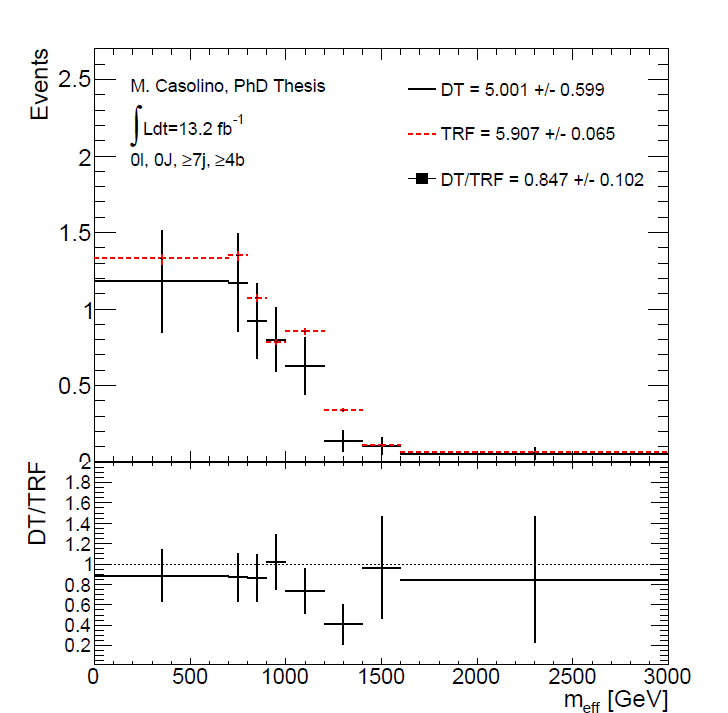 Events
M. Casolino, PhD Thesis
∫Ldt=13.2 fb⁻¹
0l, 0J, ≥7j, ≥4b
DT = 5.001 +/- 0.599
TRF = 5.907 +/- 0.065
DT/TRF = 0.847 +/- 0.102
2.5
2
1.5
1
0.5
0
DT/TRF
2
1.8
1.6
1.4
1.2
1
0.8
0.6
0.4
0.2
0 500 1000 1500 2000 2500 3000
m_eff [GeV]